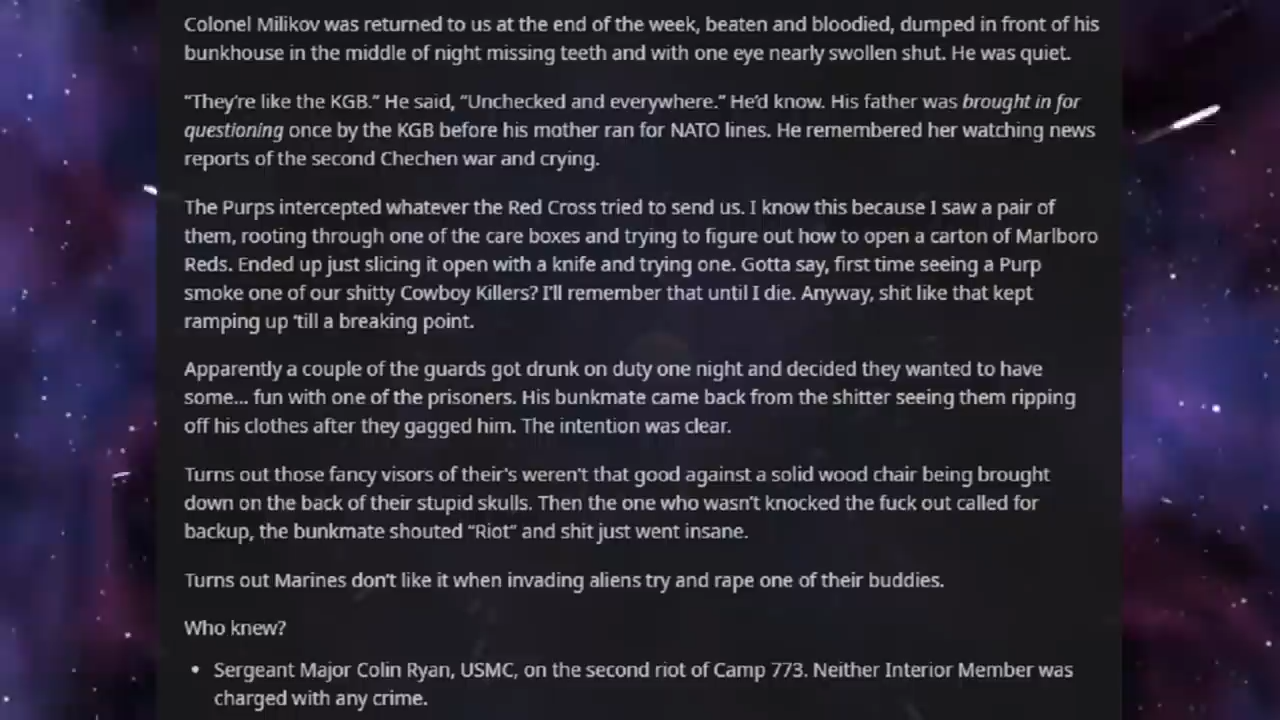 Colonel Milikov was returned to us at the end of the week, beaten and bloodied, dumped in front of his
bunkhouse in the middle of night missing teeth and with one eye nearly swollen shut. He was quiet.
“They’re like the KGB.” He said, “Unchecked and everywhere.” He’d know. His father was brought in for
questioning once by the KGB before his mother ran for NATO lines. He remembered her watching news
reports of the second Chechen war and crying.
The Purps intercepted whatever the Red Cross tried to send us. I know this because I saw a pair of
them, rooting through one of the care boxes and trying to figure out how to open a carton of Marlboro
Reds. Ended up just slicing it open with a knife and trying one. Gotta say, first time seeing a Purp
smoke one of our shitty Cowboy Killers? I’ll remember that until I die. Anyway, shit like that kept
ramping up ’till a breaking point.
Apparently a couple of the guards got drunk on duty one night and decided they wanted to have
some... fun with one of the prisoners. His bunkmate came back from the shitter seeing them ripping
off his clothes after they gagged him. The intention was clear.
Turns out those fancy visors of their’s weren’t that good against a solid wood chair being brought
down on the back of their stupid skulls. Then the one who wasn’t knocked the fuck out called for
backup, the bunkmate shouted “Riot” and shit just went insane.
Turns out Marines don’t like it when invading aliens try and rape one of their buddies.
Who knew?
• Sergeant Major Colin Ryan, USMC, on the second riot of Camp 773. Neither Interior Member was
charged with any crime.